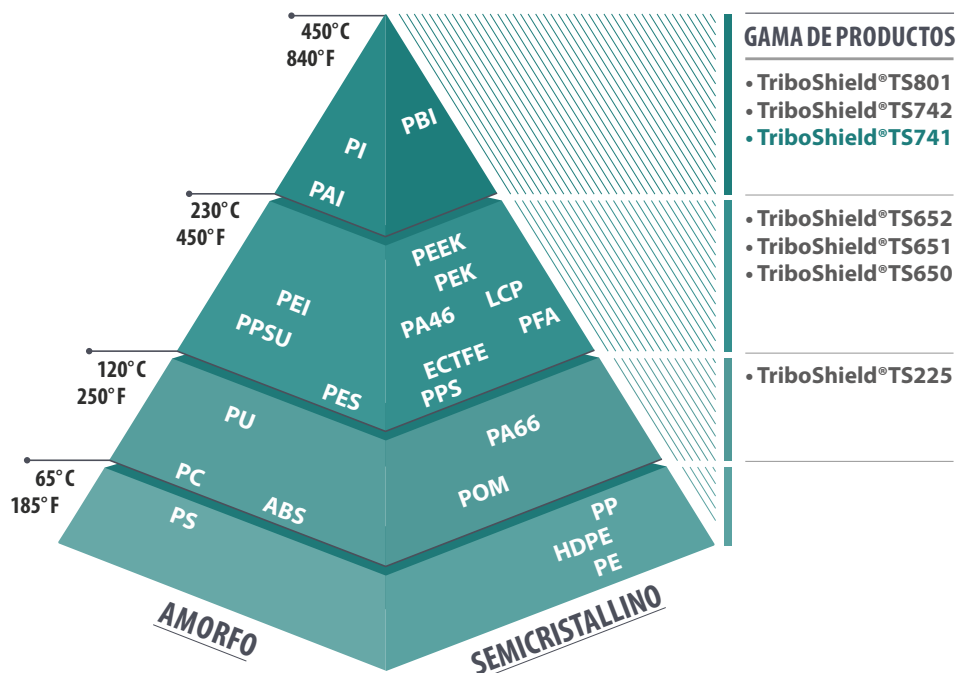 450°C
840°F
GAMA DE PRODUCTOS
• TriboShield®TS801
• TriboShield®TS742
• TriboShield®TS741
PBI
PI
PAI
230°C
450°F
• TriboShield®TS652
• TriboShield®TS651
• TriboShield®TS650
PEEK
PEK
LCP
PEI
PA46
PFA
PPSU
ECTFE
PES
PPS
120°C
250°F
• TriboShield®TS225
PU
PA66
65°C
185°F
PC
POM
ABS
PS
PP
HDPE
PE
AMORFO
SEMICRISTALLINO